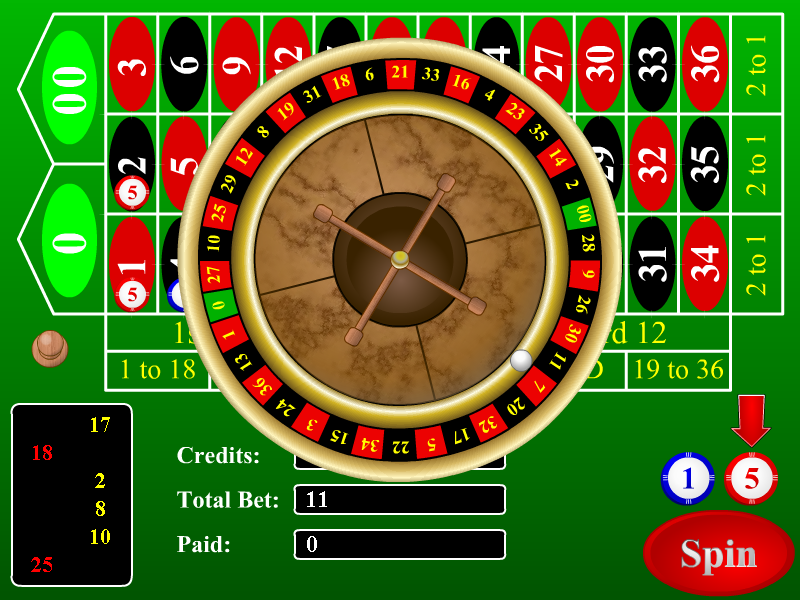 00 3 6 9 12 24 27 30 33 36 2 to 1
2 5 29 32 35 2 to 1
5
0 1 31 34 2 to 1
5
1 to 18 19 to 36
6 21 33 16 4 23 35 14 2 00 28 9 26 30 11 7 20 32 17 5 22 34 15 3 24 36 13 1 0 27 10 25 29 12 8 19 31 18
17
18
2
8
10
25
Credits:
Total Bet: 11
Paid: 0
1 5
Spin